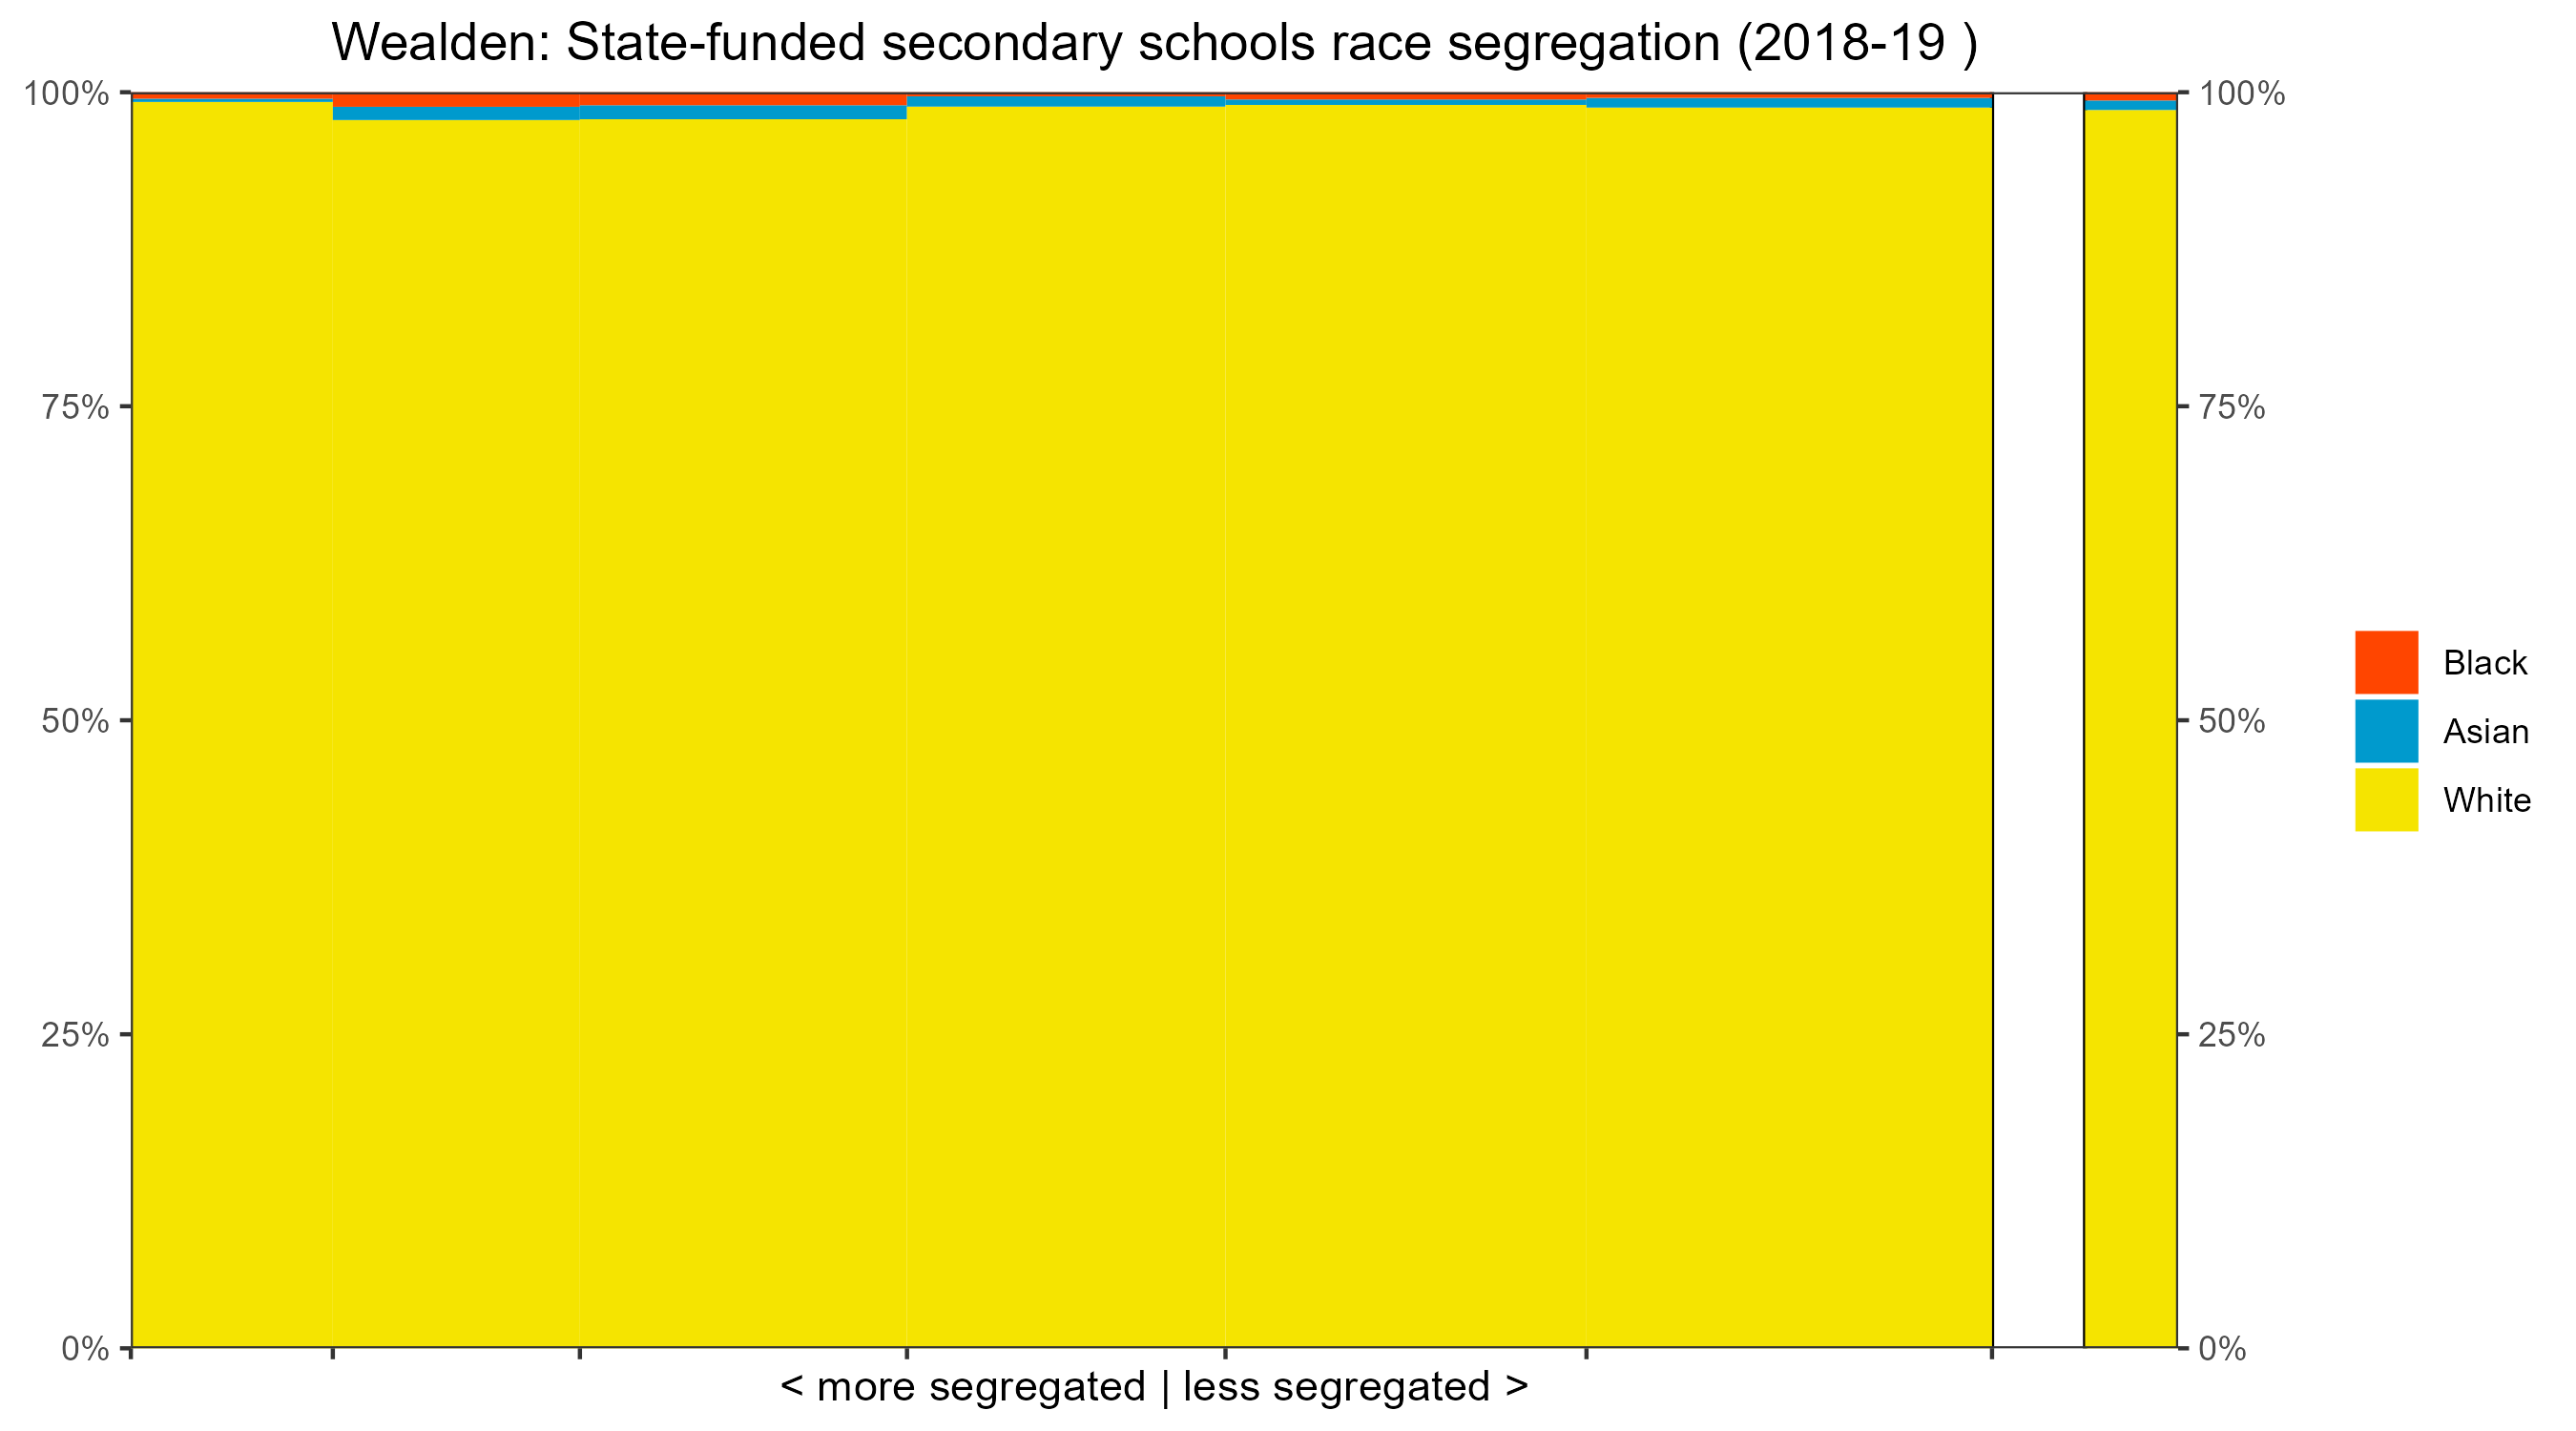 Wealden: State-funded secondary schools race segregation (2018-19 )
100%
75%
50%
25%
0%
100%
75%
50%
25%
0%
Black
Asian
White
< more segregated | less segregated >